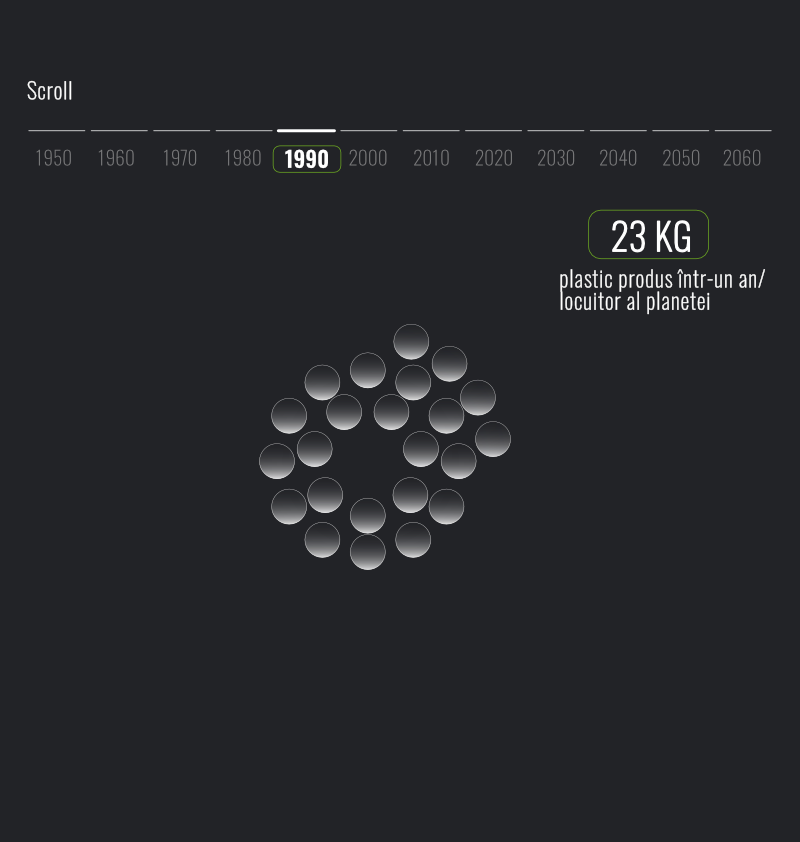 Scroll
1950 1960 1970 1980 1990 2000 2010 2020 2030 2040 2050 2060
23 KG
plastic produs într-un an/
locuitor al planetei